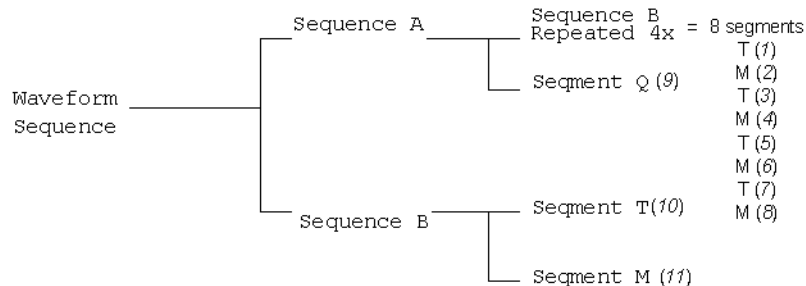 Sequence A
Sequence B
Repeated 4x = 8 segments
T (1)
M (2)
T (3)
M (4)
T (5)
M (6)
T (7)
M (8)
Seqment Q (9)
Waveform
Sequence
Sequence B
Seqment T(10)
Seqment M (11)